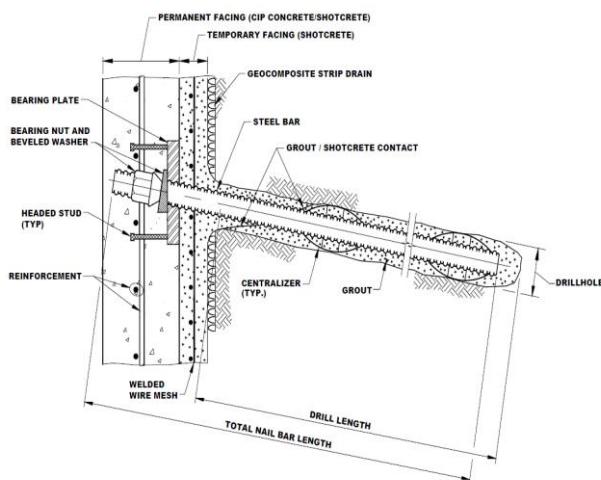 PERMANENT FACING (CIP CONCRETE/SHOTCRETE)
TEMPORARY FACING (SHOTCRETE)
GEOCOMPOSITE STRIP DRAIN
BEARING PLATE
STEEL BAR
BEARING NUT AND
BEVELED WASHER
GROUT / SHOTCRETE CONTACT
HEADED STUD
(TYP)
REINFORCEMENT
CENTRALIZER
(TYP.)
GROUT
DRILLHOLE
WELDED
WIRE MESH
DRILL LENGTH
TOTAL NAIL BAR LENGTH